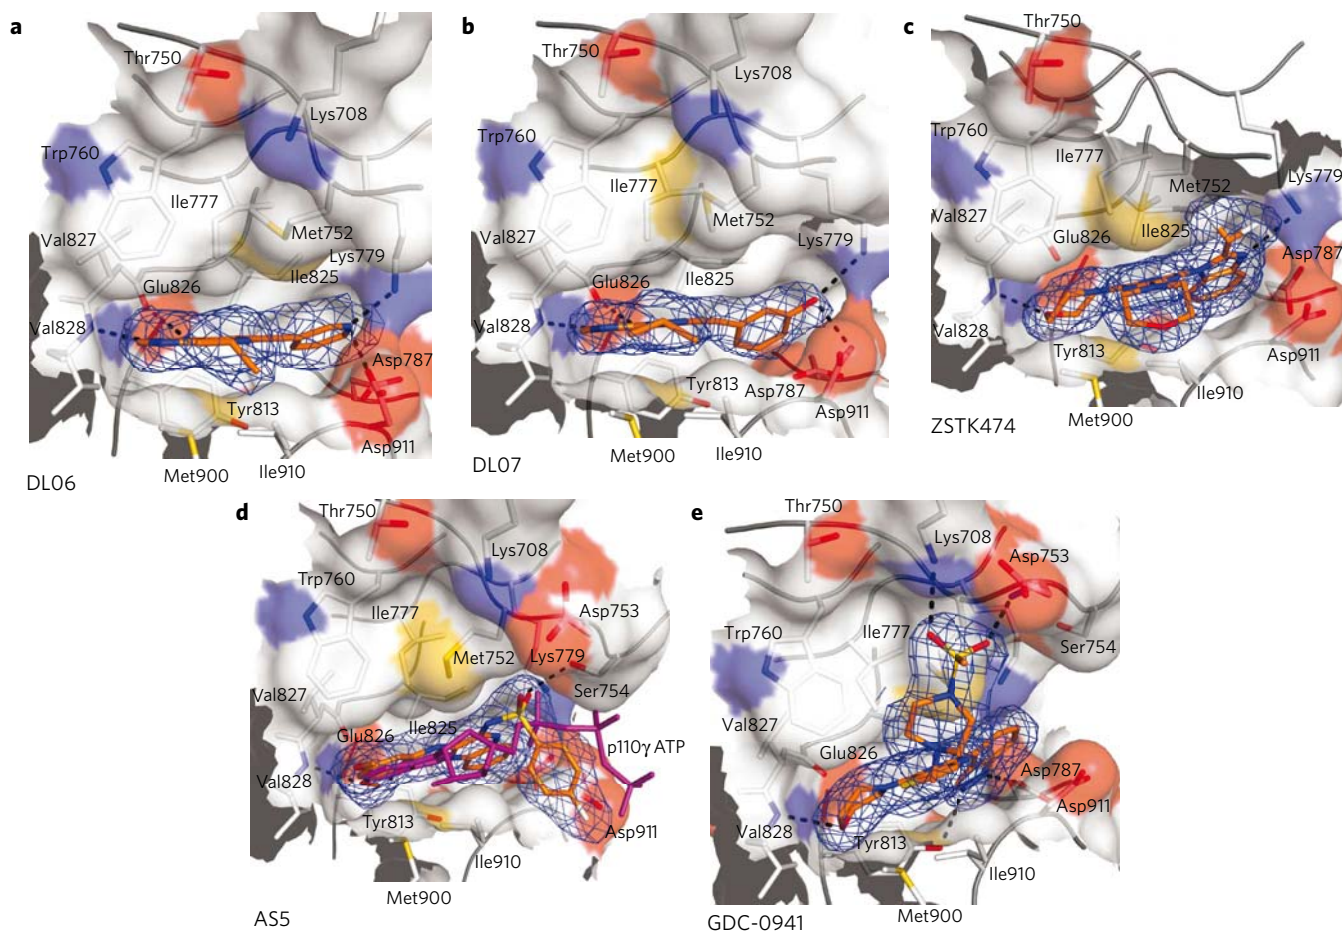 a
Thr750
Lys708
Trp760
Ile777
Val827
Met752
Lys779
Ile825
Glu826
Val828
Asp787
Tyr813
Asp911
Met900
Ile910
DL06
b
Thr750
Lys708
Trp760
Ile777
Met752
Val827
Lys779
Glu826
Ile825
Val828
Tyr813
Asp787
Asp911
Met900
Ile910
DL07
c
Thr750
Trp760
Ile777
Met752
Lys779
Val827
Ile825
Glu826
Asp787
Val828
Tyr813
Asp911
Ile910
Met900
ZSTK474
d
Thr750
Lys708
Trp760
Asp753
Ile777
Met752
Lys779
Ser754
Val827
Ile825
Glu826
p110γ ATP
Val828
Tyr813
Asp911
Ile910
Met900
AS5
e
Thr750
Lys708
Asp753
Trp760
Ile777
Ser754
Val827
Glu826
Asp787
Asp911
Val828
Tyr813
Ile910
Met900
GDC-0941